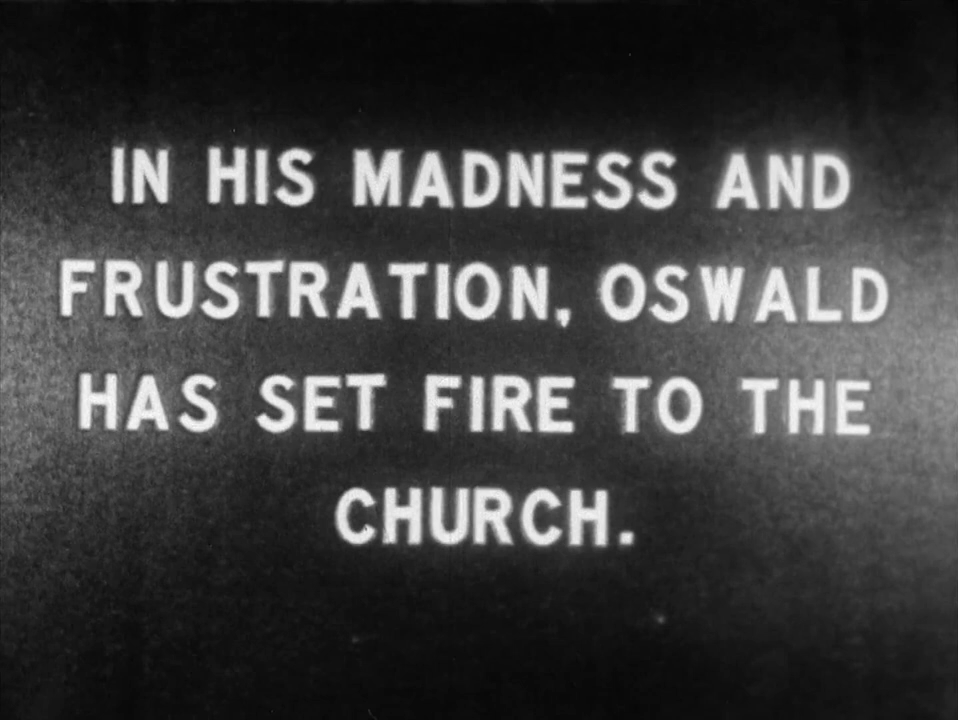 IN HIS MADNESS AND
FRUSTRATION, OSWALD
HAS SET FIRE TO THE
CHURCH.